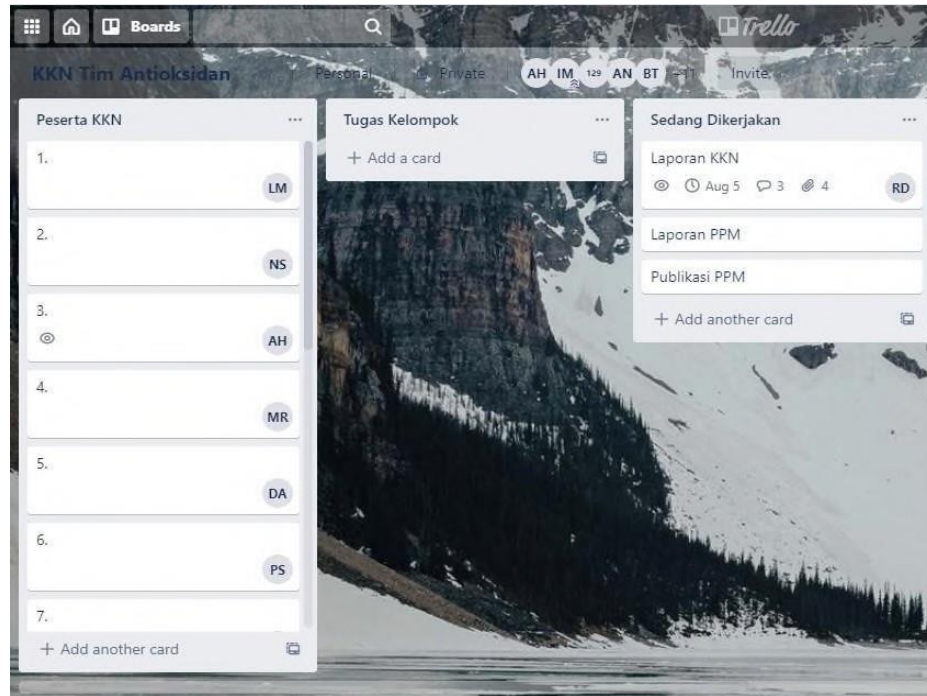 Boards
Trello
KKN Tim Antioksidan
Personal
Private
AH IM 129 AN BT +11
Invite
Peserta KKN
1.
LM
2.
NS
3.
AH
4.
MR
5.
DA
6.
PS
7.
+ Add another card
Tugas Kelompok
+ Add a card
Sedang Dikerjakan
Laporan KKN
Aug 5 3 4
RD
Laporan PPM
Publikasi PPM
+ Add another card